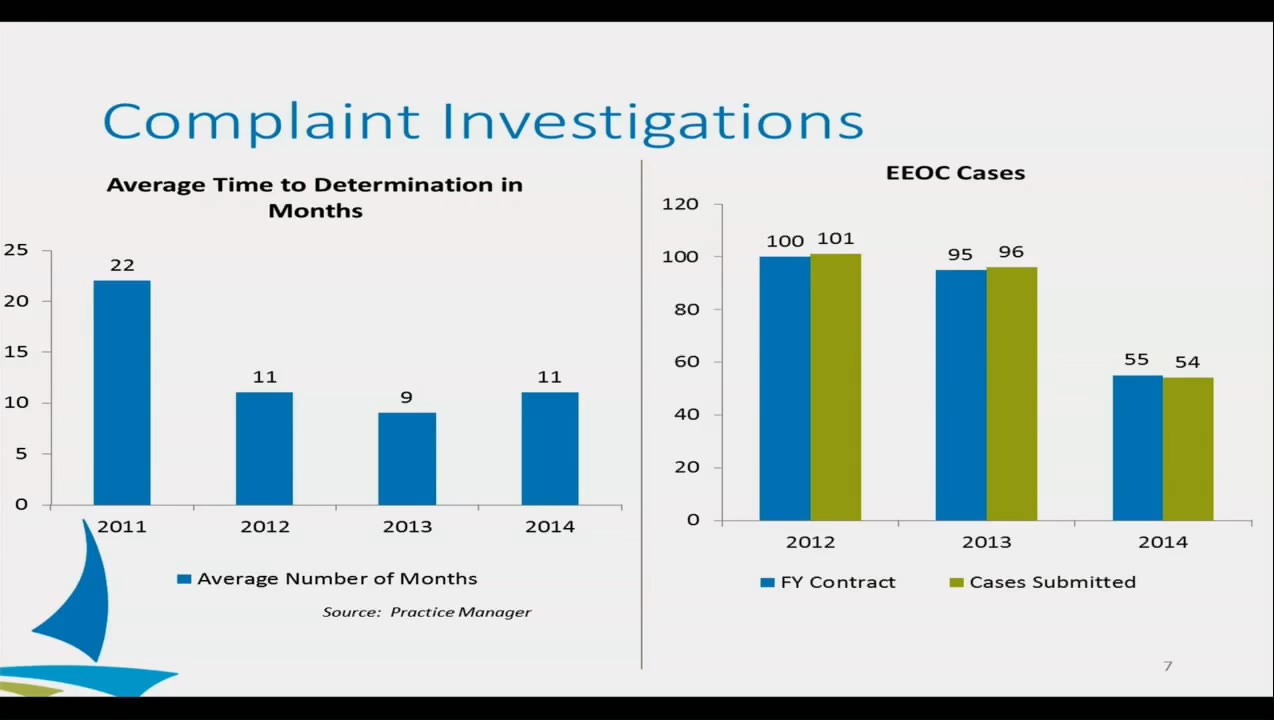 Complaint Investigations
Average Time to Determination in
Months
25
20
15
10
5
0
22
11
9
11
2011 2012 2013 2014
Average Number of Months
Source: Practice Manager
EEOC Cases
120
100
80
60
40
20
0
100 101
95 96
55 54
2012 2013 2014
FY Contract Cases Submitted
7